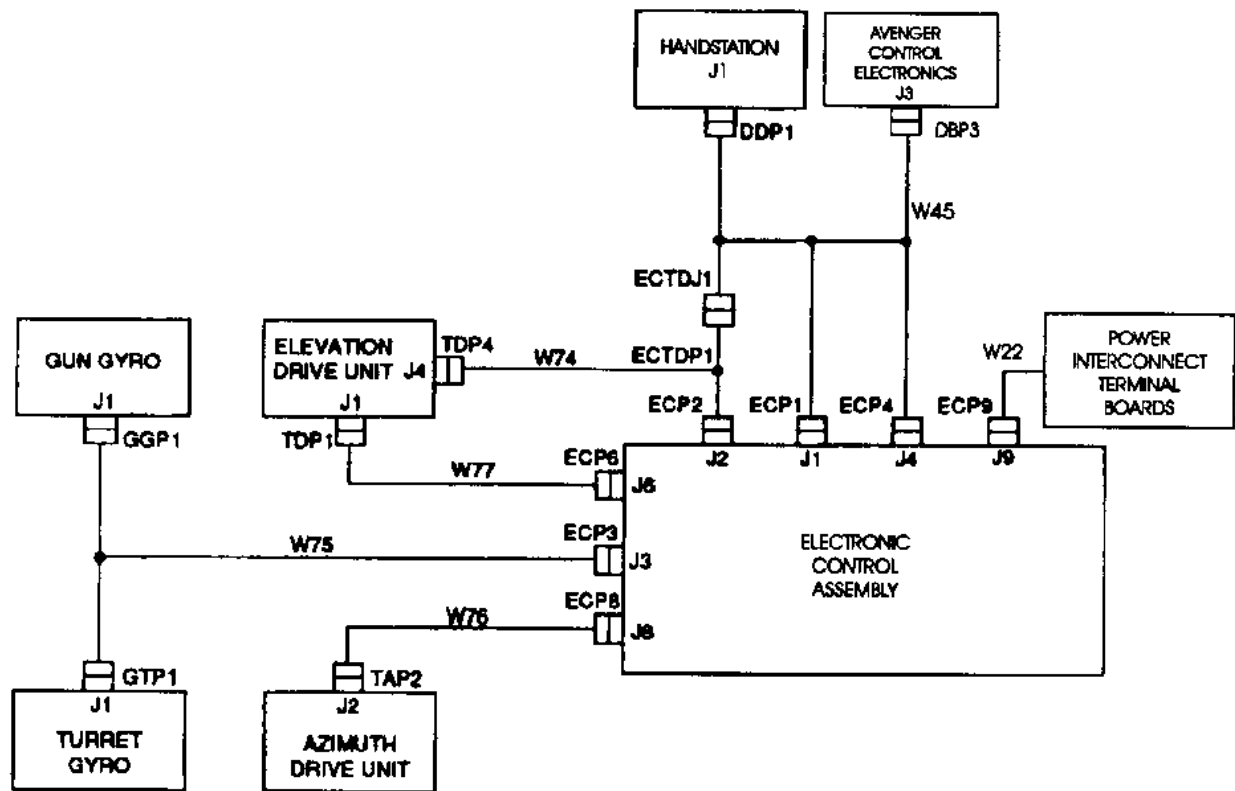 HANDSTATION
J1
AVENGER
CONTROL
ELECTRONICS
J3
DDP1
DBP3
W45
ECTDJ1
GUN GYRO
J1
GGP1
ELEVATION
DRIVE UNIT
J4
J1
TDP4
W74
ECTDP1
W22
POWER
INTERCONNECT
TERMINAL
BOARDS
TDP1
ECP2
ECP1
ECP4
ECP9
J2
J1
J4
J9
W77
ECP6
J6
W75
ECP3
J3
ELECTRONIC
CONTROL
ASSEMBLY
W76
ECP8
J8
GTP1
J1
TURRET
GYRO
TAP2
J2
AZIMUTH
DRIVE UNIT